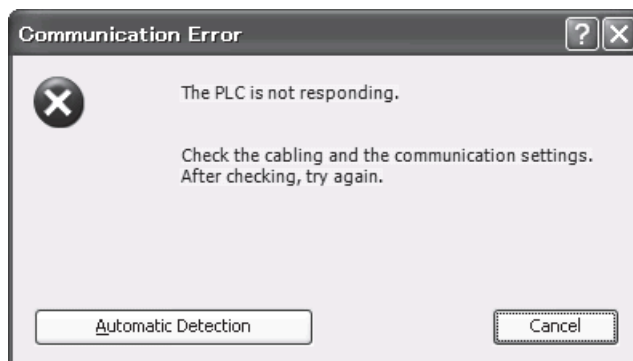 Communication Error
The PLC is not responding.
Check the cabling and the communication settings.
After checking, try again.
Automatic Detection
Cancel